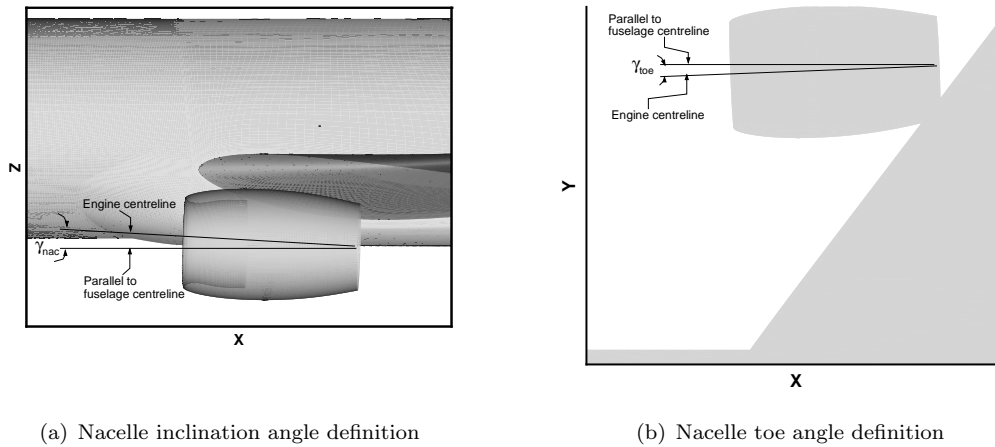 Z
Engine centreline
γnac
Parallel to
fuselage centreline
X
(a) Nacelle inclination angle definition
Parallel to
fuselage centreline
γtoe
Engine centreline
Y
X
(b) Nacelle toe angle definition